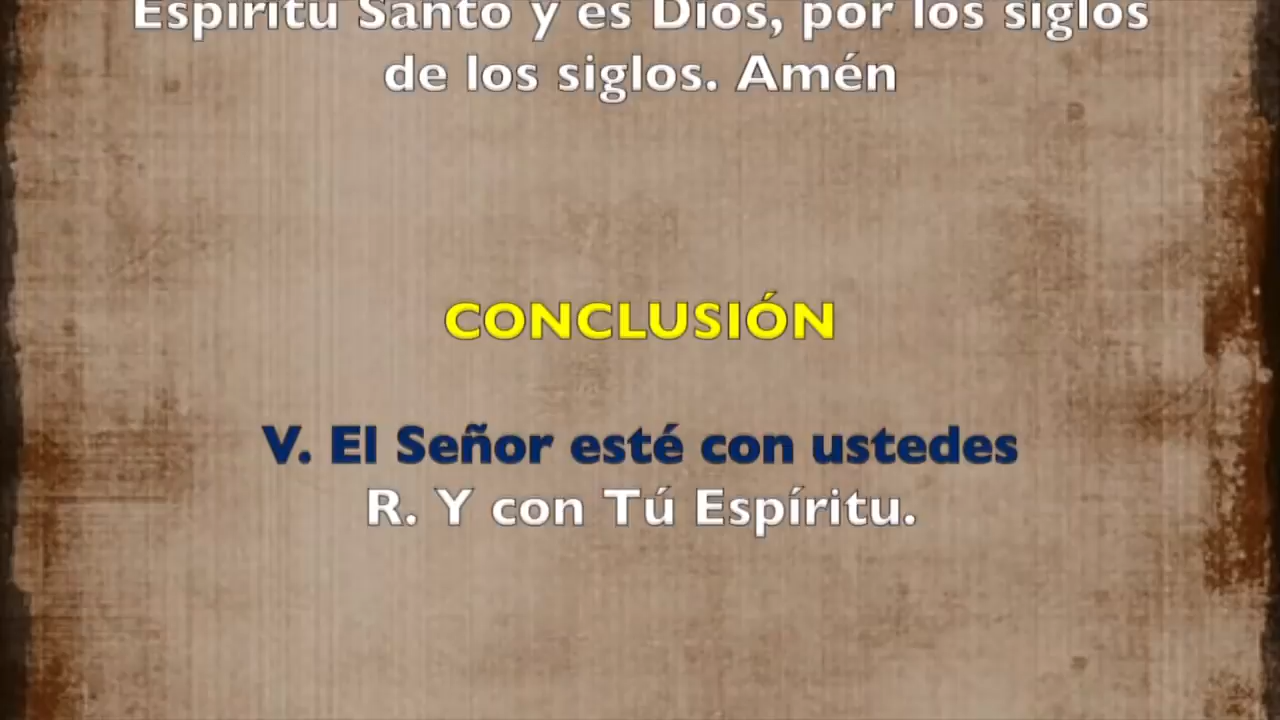 Espíritu Santo y es Dios, por los siglos
de los siglos. Amén
CONCLUSIÓN
V. El Señor esté con ustedes
R. Y con Tú Espíritu.